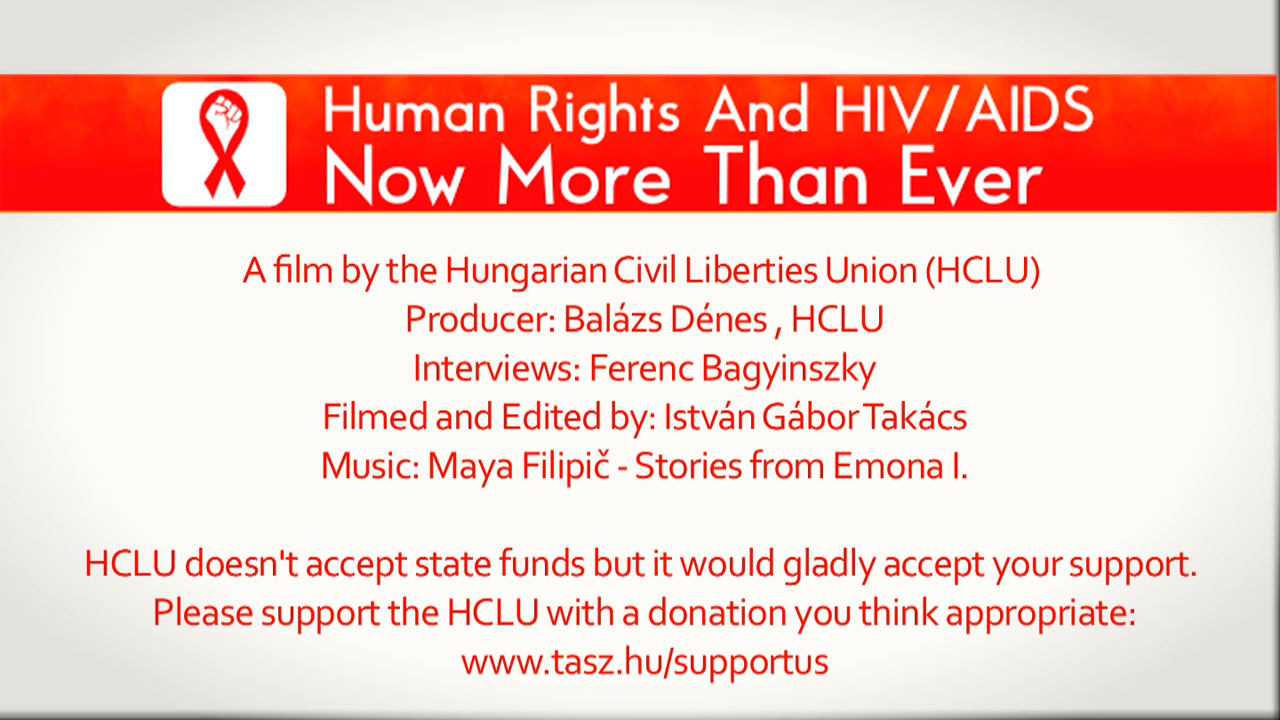 Human Rights And HIV/AIDS
Now More Than Ever
A film by the Hungarian Civil Liberties Union (HCLU)
Producer: Balázs Dénes , HCLU
Interviews: Ferenc Bagyinszky
Filmed and Edited by: István Gábor Takács
Music: Maya Filipič - Stories from Emona I.
HCLU doesn't accept state funds but it would gladly accept your support.
Please support the HCLU with a donation you think appropriate:
www.tasz.hu/supportus